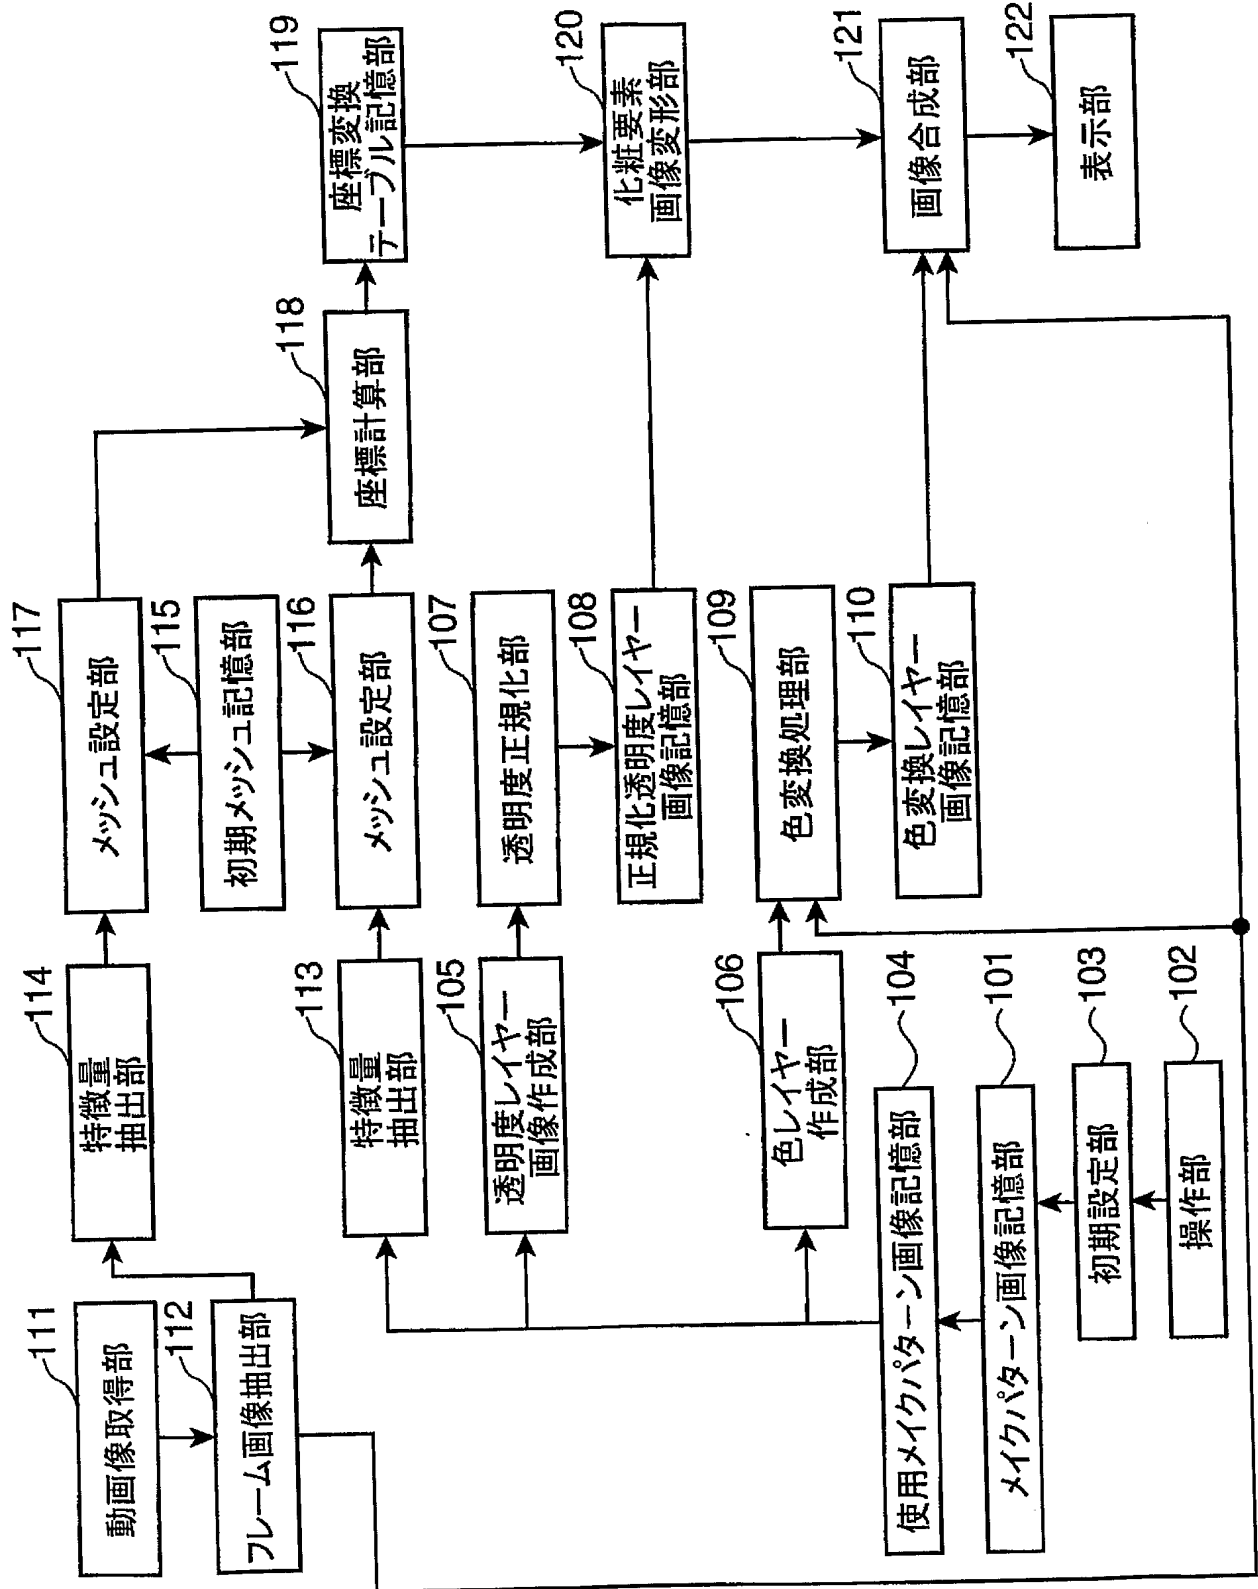 111
動画像取得部
112
フレーム画像抽出部
114
特徴量
抽出部
113
特徴量
抽出部
105
透明度レイヤー
画像作成部
106
色レイヤー
作成部
104
使用メイクパターン画像記憶部
101
メイクパターン画像記憶部
103
初期設定部
102
操作部
117
メッシュ設定部
115
初期メッシュ記憶部
116
メッシュ設定部
107
透明度正規化部
108
正規化透明度レイヤー
画像記憶部
109
色変換処理部
110
色変換レイヤー
画像記憶部
118
座標計算部
119
座標変換
テーブル記憶部
120
化粧要素
画像変形部
121
画像合成部
122
表示部